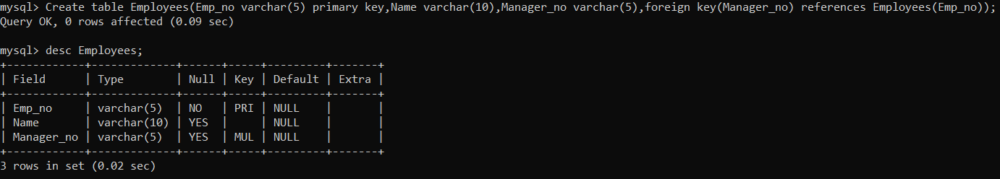 mysql> Create table Employees(Emp_no varchar(5) primary key,Name varchar(10),Manager_no varchar(5),foreign key(Manager_no) references Employees(Emp_no));
Query OK, 0 rows affected (0.09 sec)
mysql> desc Employees;
+------------+-------------+------+-----+---------+-------+
| Field      | Type        | Null | Key | Default | Extra |
+------------+-------------+------+-----+---------+-------+
| Emp_no     | varchar(5)  | NO   | PRI | NULL    |       |
| Name       | varchar(10) | YES  |     | NULL    |       |
| Manager_no | varchar(5)  | YES  | MUL | NULL    |       |
+------------+-------------+------+-----+---------+-------+
3 rows in set (0.02 sec)